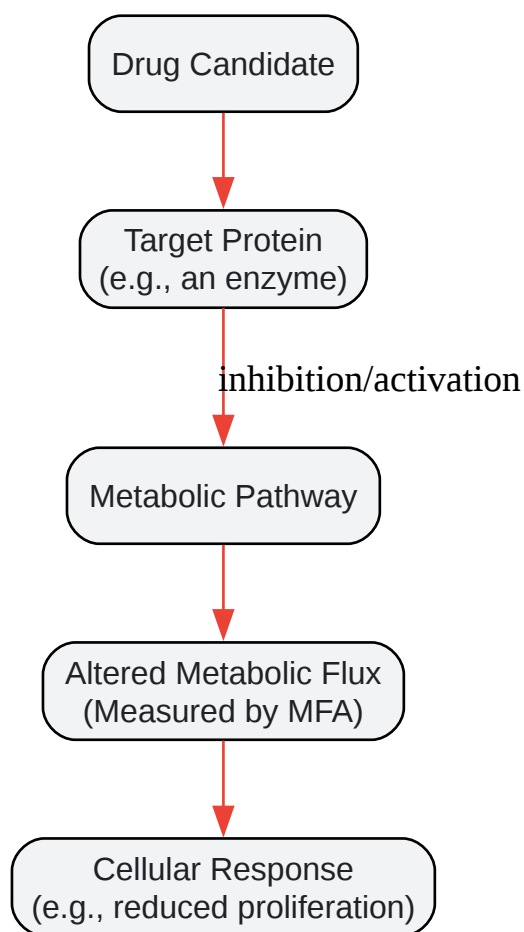 Drug Candidate
Target Protein
(e.g., an enzyme)
inhibition/activation
Metabolic Pathway
Altered Metabolic Flux
(Measured by MFA)
Cellular Response
(e.g., reduced proliferation)